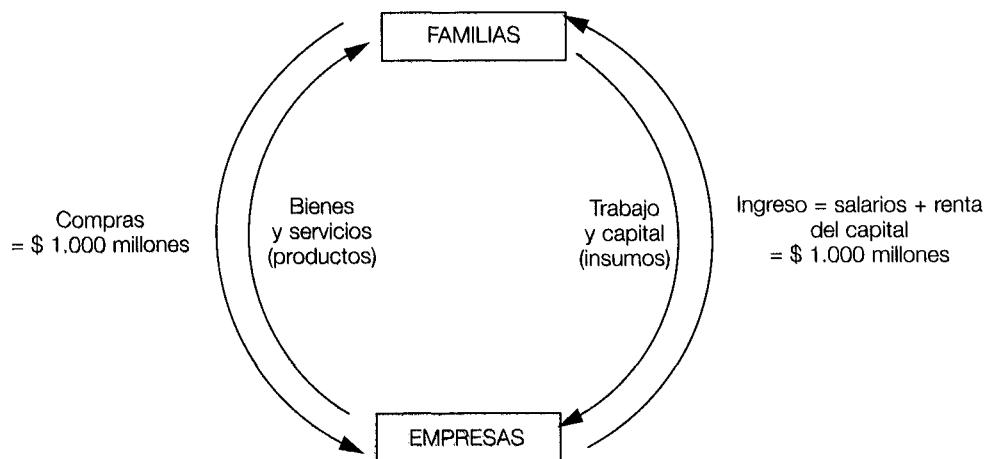 FAMILIAS
Compras
= $ 1.000 millones
Bienes
y servicios
(productos)
Trabajo
y capital
(insumos)
Ingreso = salarios + renta
del capital
= $ 1.000 millones
EMPRESAS